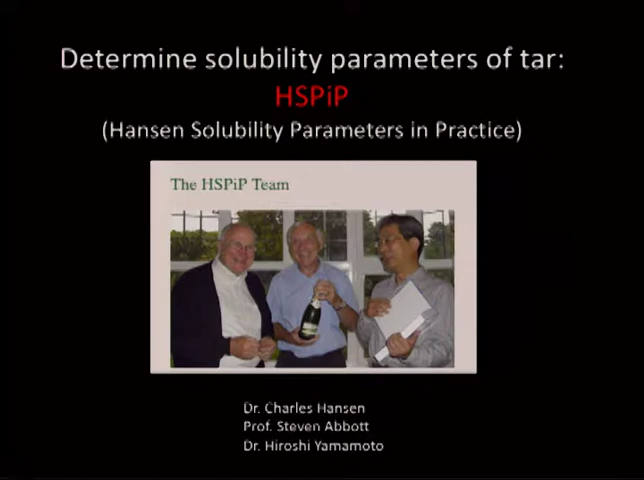 Determine solubility parameters of tar:
HSPiP
(Hansen Solubility Parameters in Practice)
The HSPiP Team
Dr. Charles Hansen
Prof. Steven Abbott
Dr. Hiroshi Yamamoto